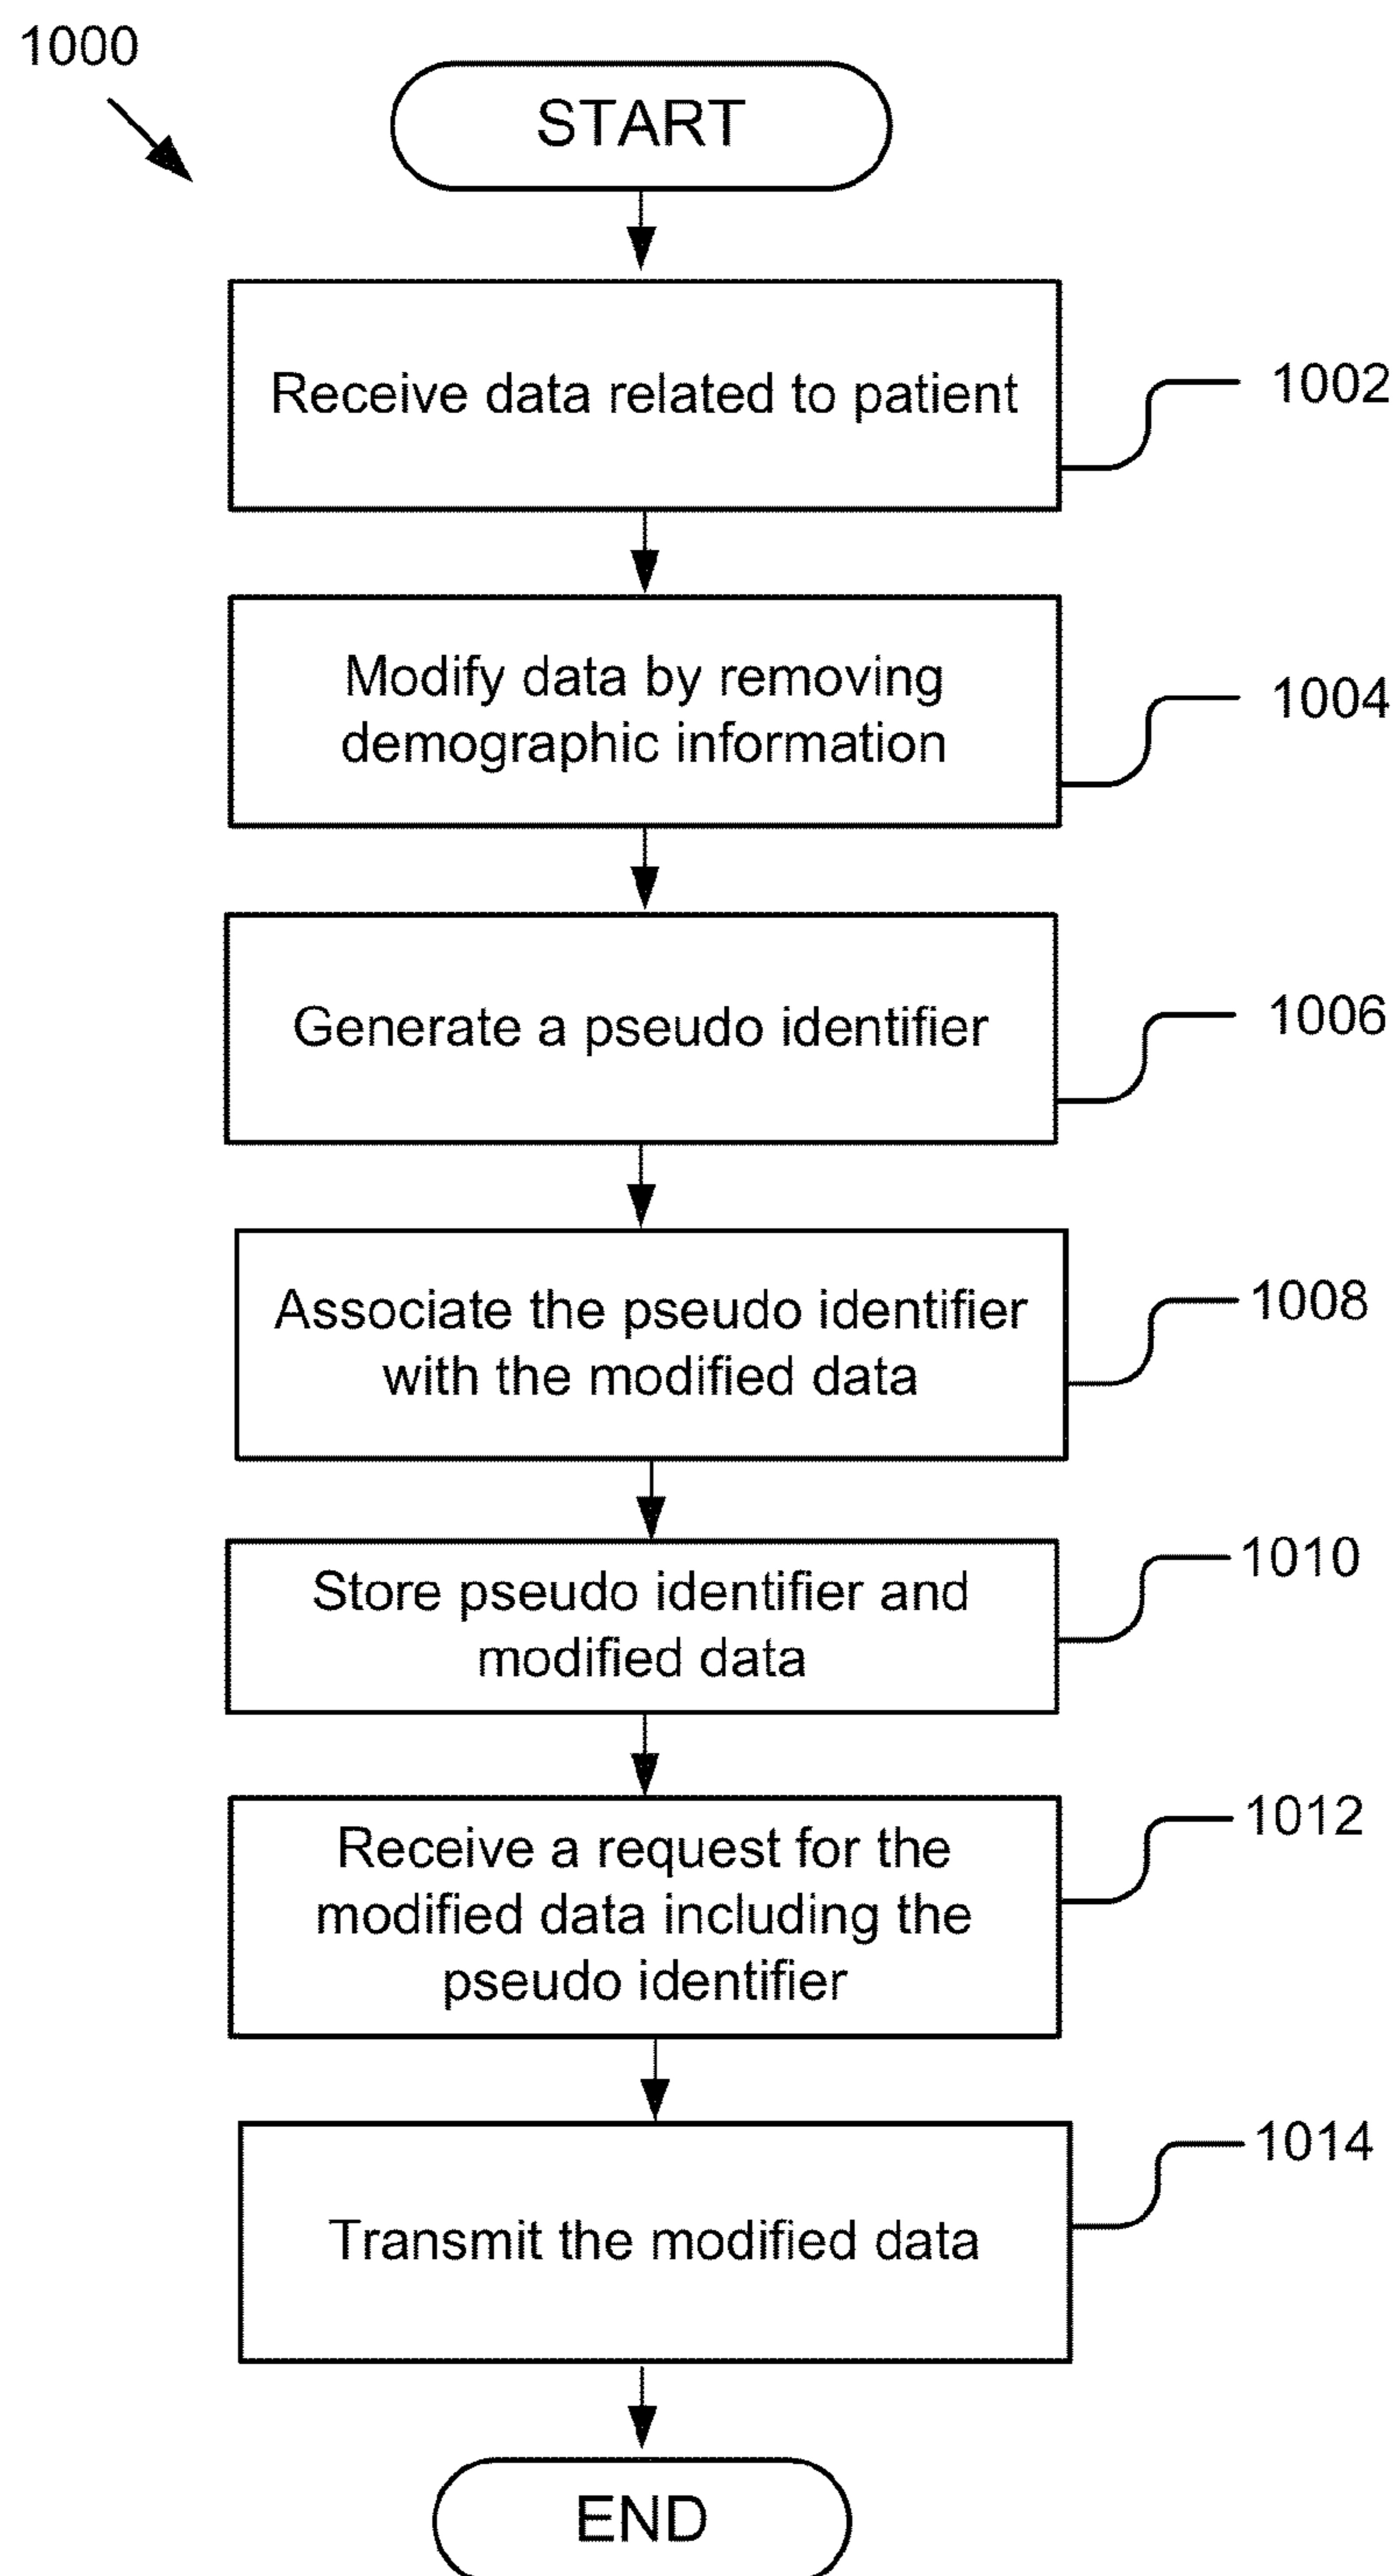 1000
START
Receive data related to patient
1002
Modify data by removing
demographic information
1004
Generate a pseudo identifier
1006
Associate the pseudo identifier
with the modified data
1008
Store pseudo identifier and
modified data
1010
Receive a request for the
modified data including the
pseudo identifier
1012
Transmit the modified data
1014
END